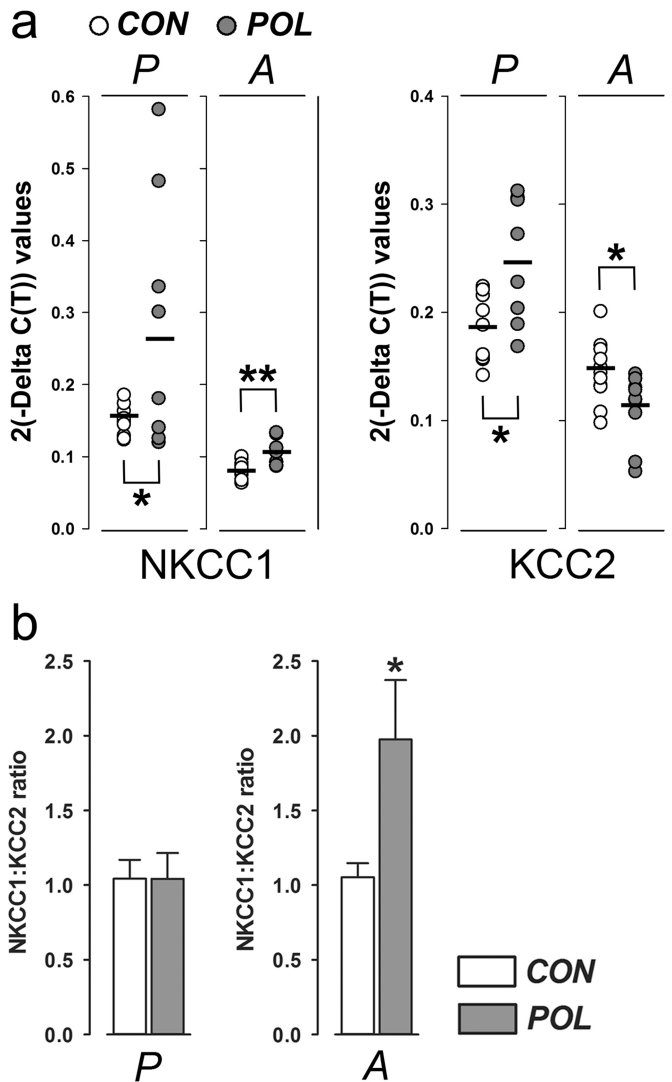 a CON POL
P A P A
2(-Delta C(T)) values
0.6
0.5
0.4
0.3
0.2
0.1
0.0
*
**
NKCC1
2(-Delta C(T)) values
0.4
0.3
0.2
0.1
0.0
*
*
KCC2
b
NKCC1:KCC2 ratio
2.5
2.0
1.5
1.0
0.5
0.0
P
NKCC1:KCC2 ratio
2.5
2.0
1.5
1.0
0.5
0.0
*
A
CON
POL